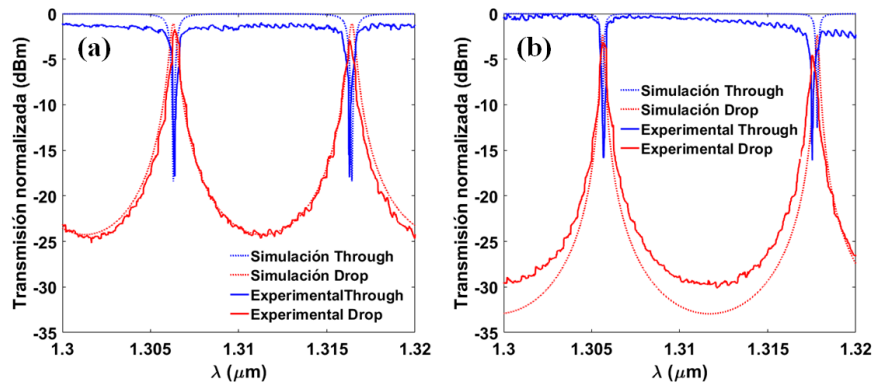 (a)
Transmisión normalizada (dBm)
0
-5
-10
-15
-20
-25
-30
-35
Simulación Through
Simulación Drop
ExperimentalThrough
Experimental Drop
1.3
1.305
1.31
1.315
1.32
λ (μm)
(b)
Transmisión normalizada (dBm)
0
-5
-10
-15
-20
-25
-30
-35
Simulación Through
Simulación Drop
Experimental Through
Experimental Drop
1.3
1.305
1.31
1.315
1.32
λ (μm)